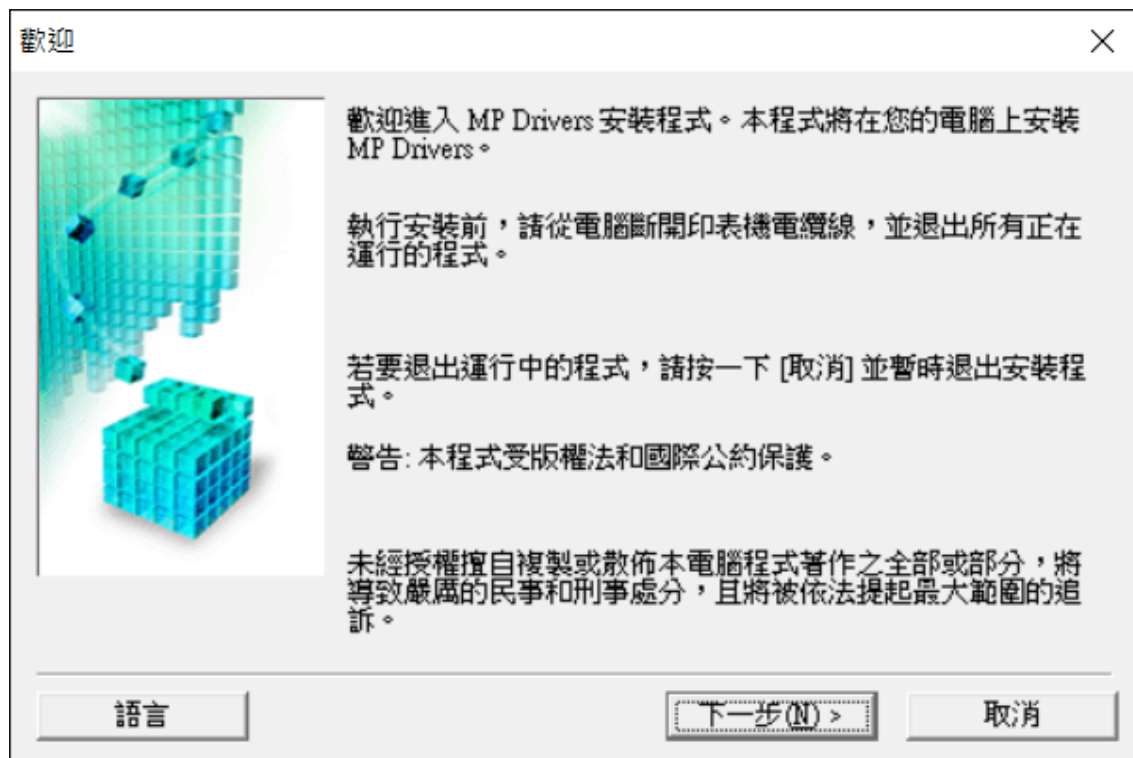 歡迎
歡迎進入 MP Drivers 安裝程式。本程式將在您的電腦上安裝
MP Drivers。
執行安裝前，請從電腦斷開印表機電纜線，並退出所有正在
運行的程式。
若要退出運行中的程式，請按一下 [取消] 並暫時退出安裝程
式。
警告: 本程式受版權法和國際公約保護。
未經授權擅自複製或散佈本電腦程式著作之全部或部分，將
導致嚴厲的民事和刑事處分，且將被依法提起最大範圍的追
訴。
語言
下一步(N) >
取消